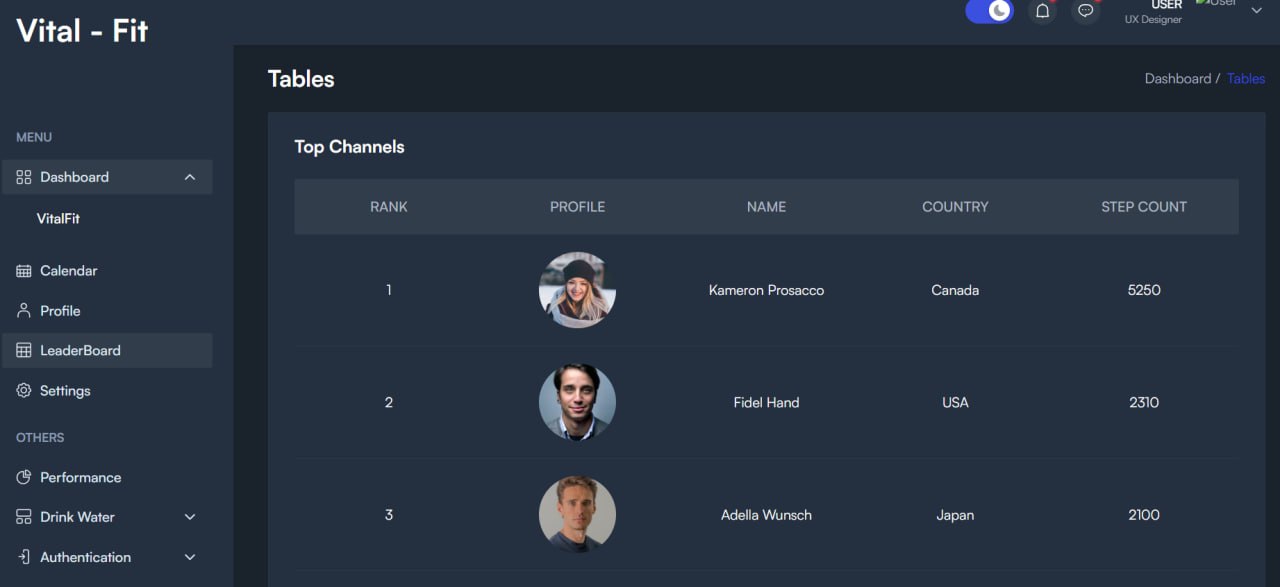 Vital - Fit
USER
User
UX Designer
Tables
Dashboard / Tables
MENU
Dashboard
VitalFit
Calendar
Profile
LeaderBoard
Settings
OTHERS
Performance
Drink Water
Authentication
Top Channels
RANK PROFILE NAME COUNTRY STEP COUNT
1 Kameron Prosacco Canada 5250
2 Fidel Hand USA 2310
3 Adella Wunsch Japan 2100